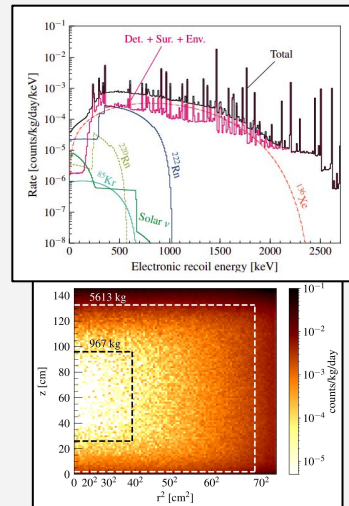 Det. + Sur. + Env.
Total
²²⁰Rn
²²²Rn
⁸⁵Kr
Solar ν
¹³⁶Xe
Rate [counts/kg/day/keV]
10⁻¹
10⁻²
10⁻³
10⁻⁴
10⁻⁵
10⁻⁶
10⁻⁷
10⁻⁸
0 500 1000 1500 2000 2500
Electronic recoil energy [keV]
5613 kg
967 kg
z [cm]
140
120
100
80
60
40
20
0
0 20² 30² 40² 50² 60² 70²
r² [cm²]
10⁻¹
10⁻²
10⁻³
10⁻⁴
10⁻⁵
counts/kg/day